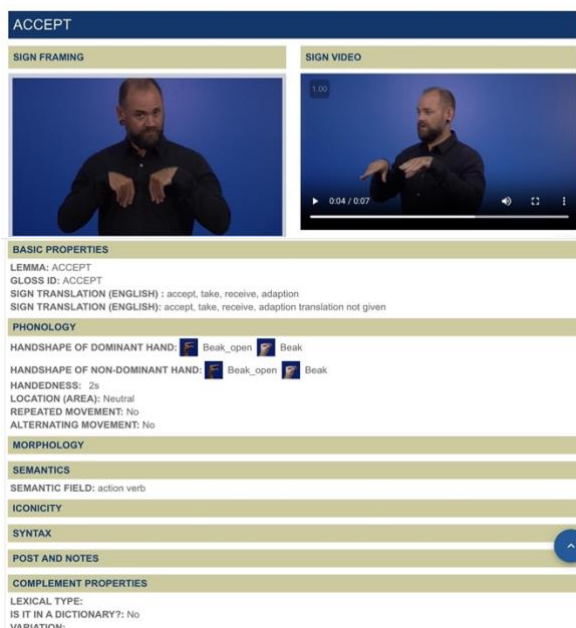 ACCEPT
SIGN FRAMING
SIGN VIDEO
1.00
0:04 / 0:07
BASIC PROPERTIES
LEMMA: ACCEPT
GLOSS ID: ACCEPT
SIGN TRANSLATION (ENGLISH) : accept, take, receive, adaption
SIGN TRANSLATION (ENGLISH): accept, take, receive, adaption translation not given
PHONOLOGY
HANDSHAPE OF DOMINANT HAND: Beak_open Beak
HANDSHAPE OF NON-DOMINANT HAND: Beak_open Beak
HANDEDNESS: 2s
LOCATION (AREA): Neutral
REPEATED MOVEMENT: No
ALTERNATING MOVEMENT: No
MORPHOLOGY
SEMANTICS
SEMANTIC FIELD: action verb
ICONICITY
SYNTAX
POST AND NOTES
COMPLEMENT PROPERTIES
LEXICAL TYPE:
IS IT IN A DICTIONARY?: No
VARIATION: